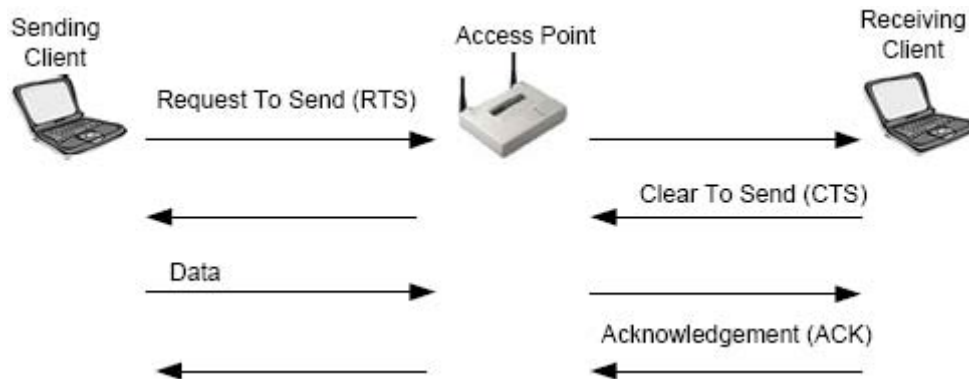 Sending
Client
Access Point
Receiving
Client
Request To Send (RTS)
Clear To Send (CTS)
Data
Acknowledgement (ACK)